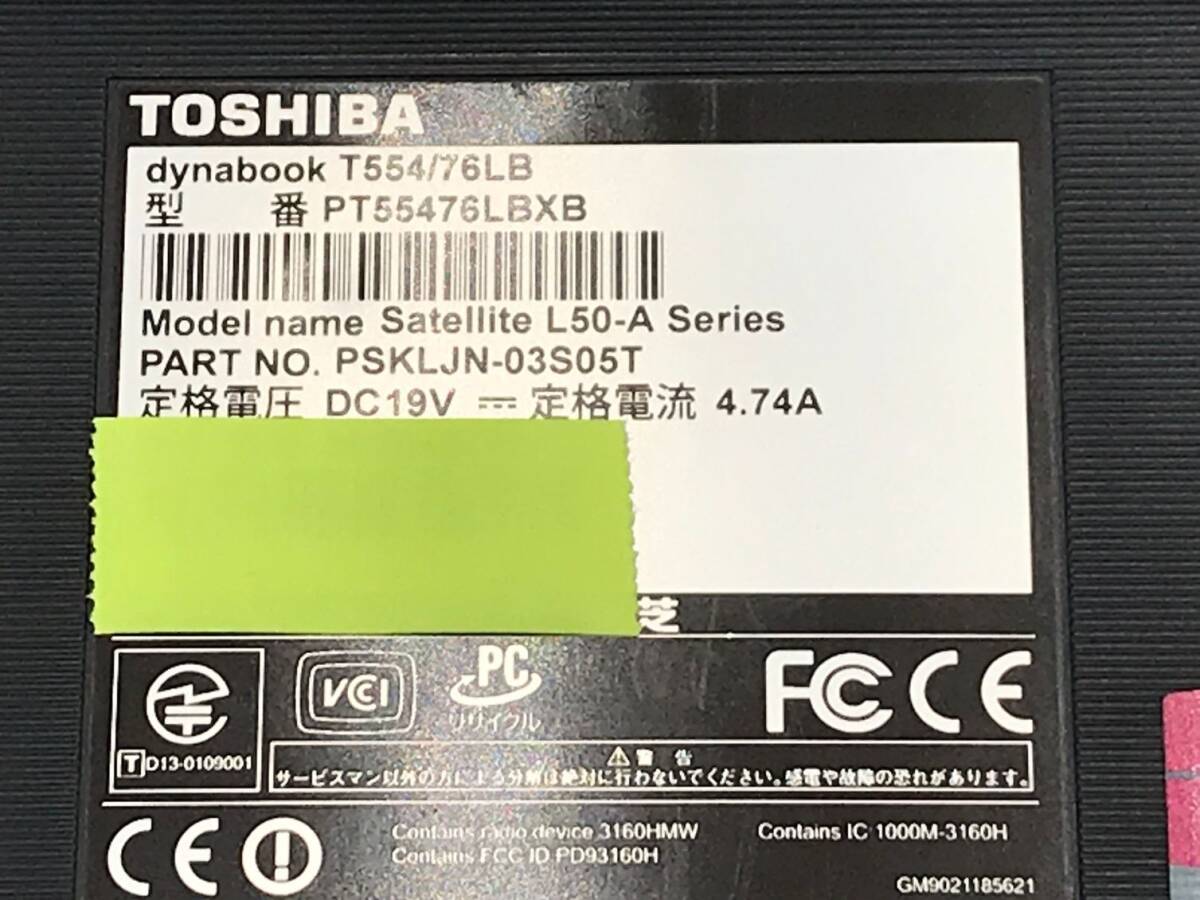 TOSHIBA
dynabook T554/76LB
型 番 PT55476LBXB
Model name Satellite L50-A Series
PART NO. PSKLJN-03S05T
定格電圧 DC19V ⎓ 定格電流 4.74A
芝
VCCI
PC
リサイクル
FC CE
T D13-0109001
⚠警 告
サービスマン以外の方による分解は絶対に行わないでください。感電や故障の恐れがあります。
CE
Contains radio device 3160HMW
Contains IC 1000M-3160H
Contains FCC ID PD93160H
GM9021185621